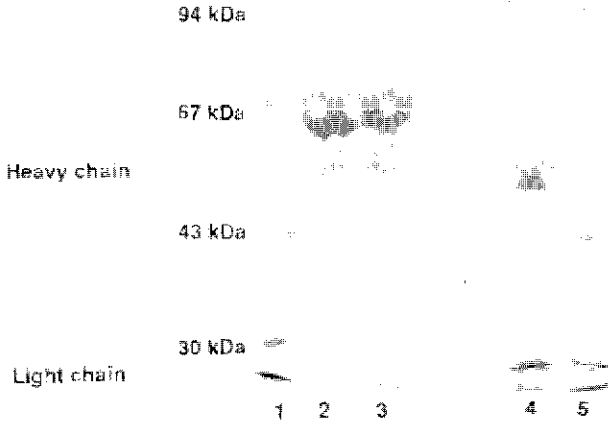 94 kDa
67 kDa
Heavy chain
43 kDa
30 kDa
Light chain
1 2 3 4 5